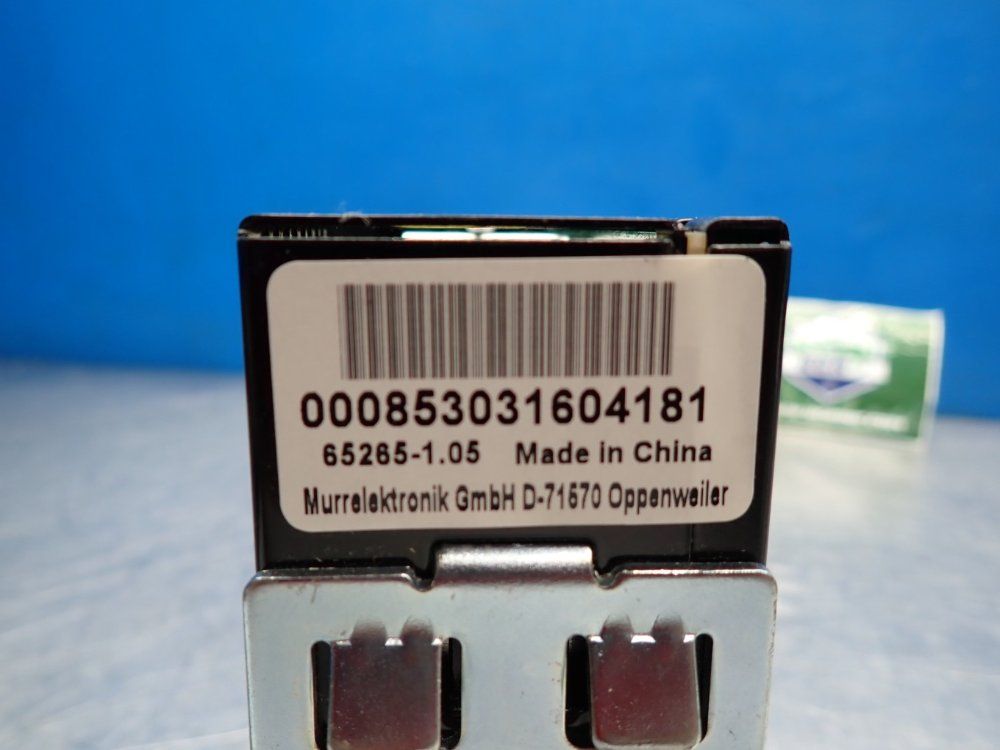 000853031604181
65265-1.05 Made in China
Murrelektronik GmbH D-71570 Oppenweiler